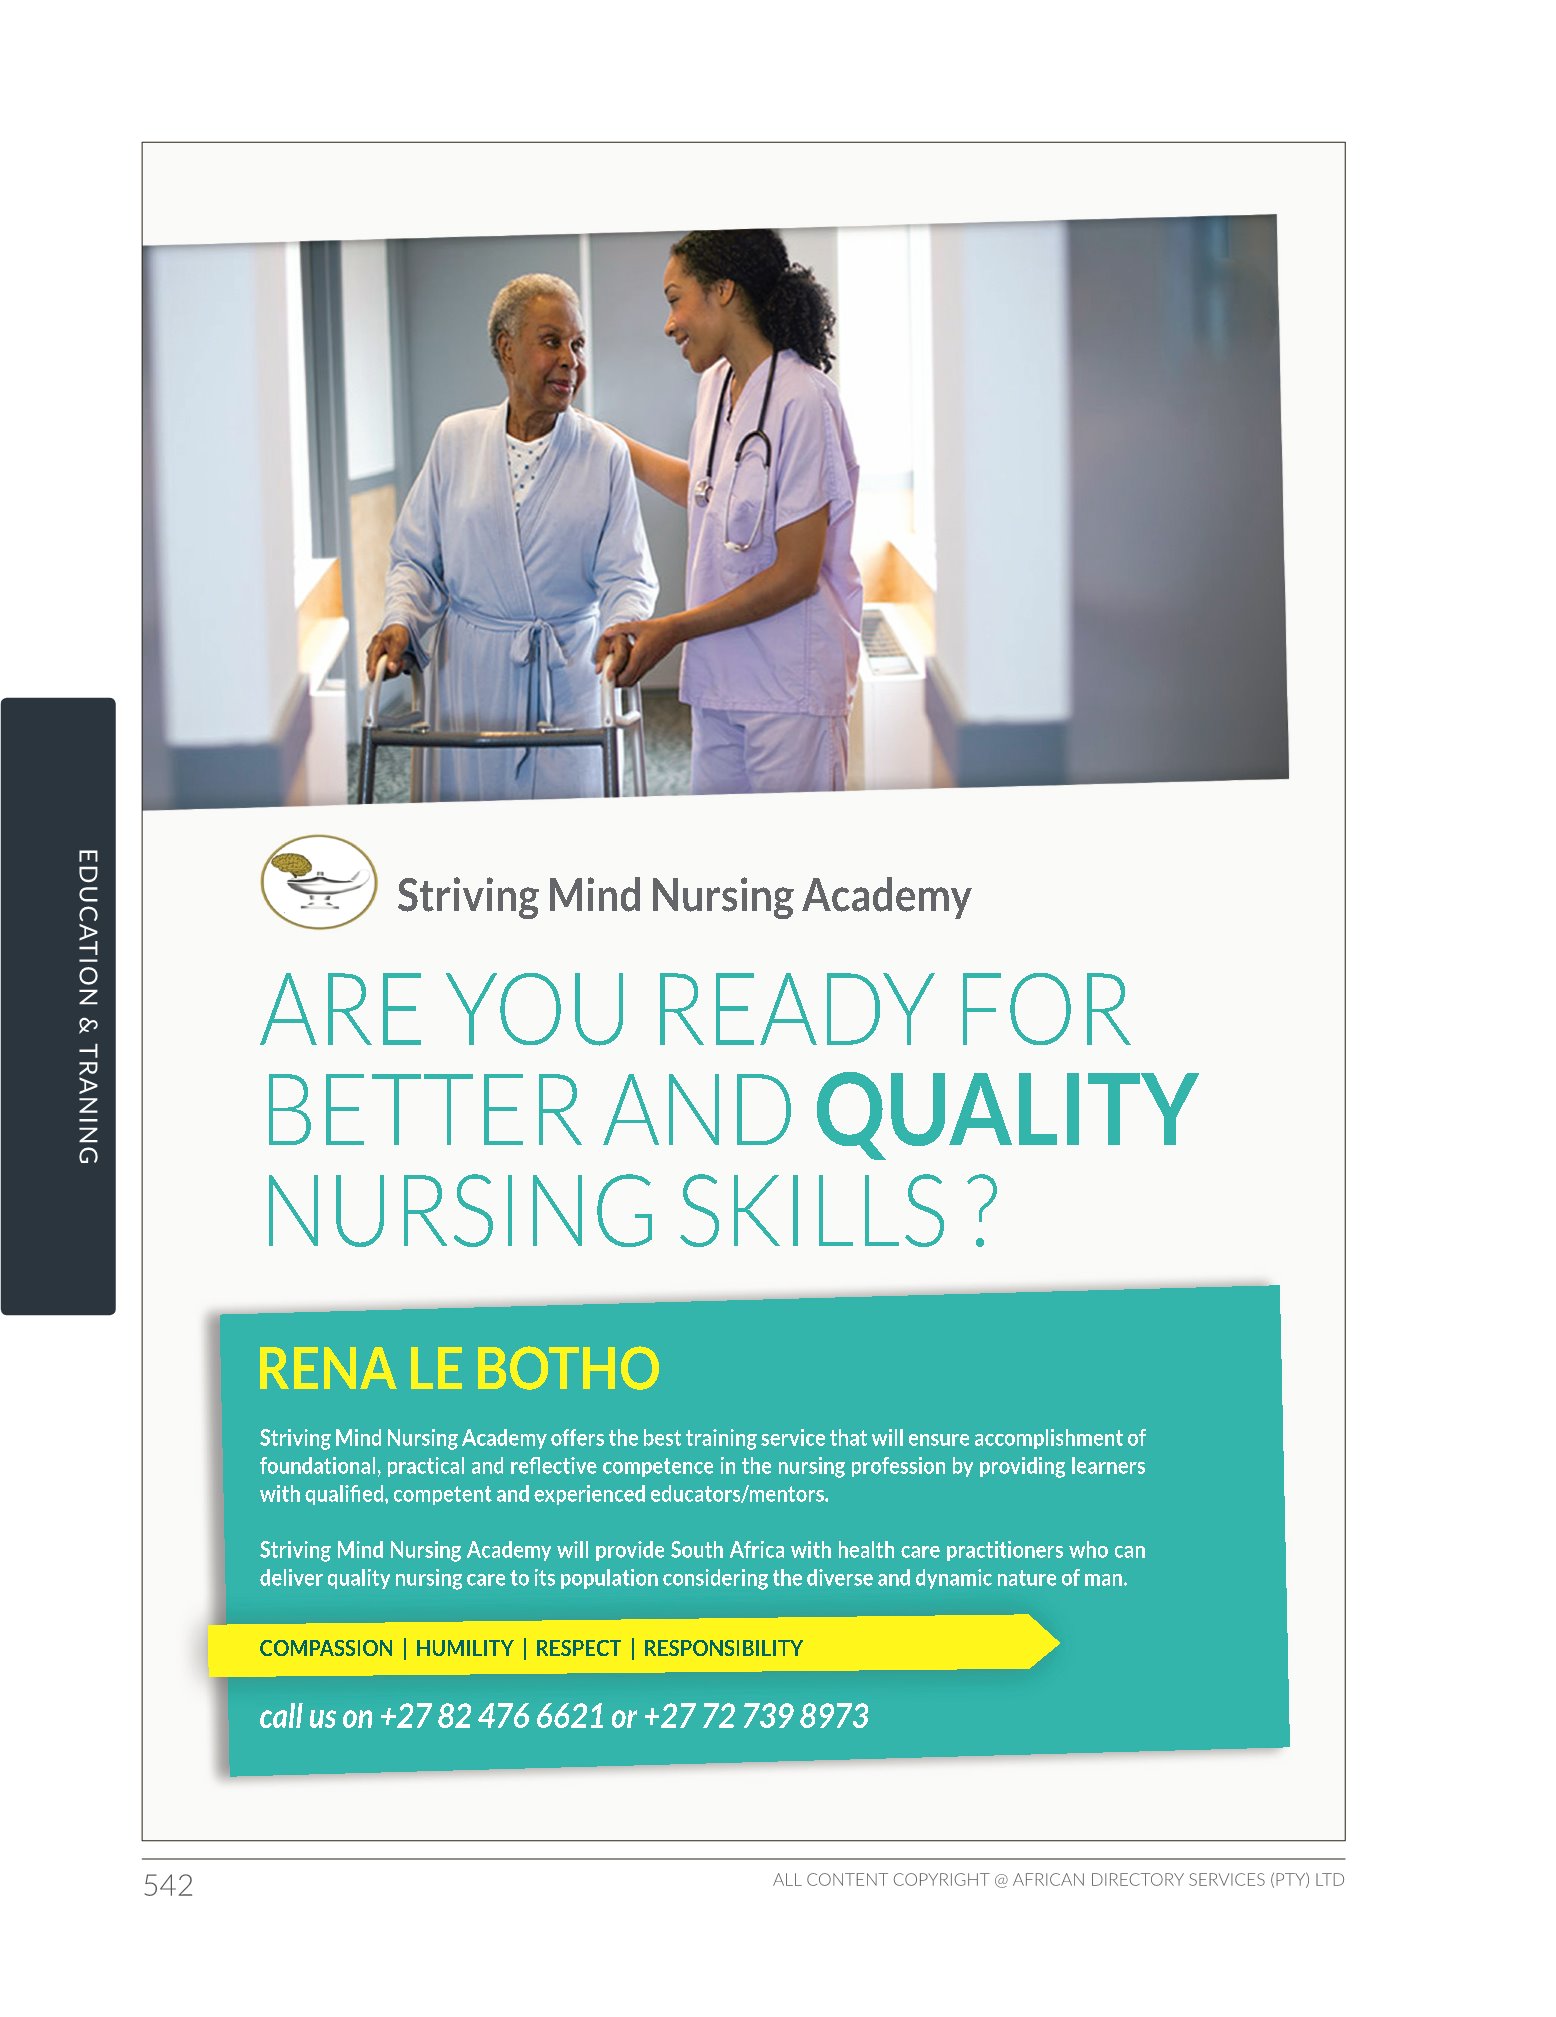 EDUCATION & TRANING
Striving Mind Nursing Academy
ARE YOU READY FOR
BETTER AND QUALITY
NURSING SKILLS ?
RENA LE BOTHO
Striving Mind Nursing Academy offers the best training service that will ensure accomplishment of
foundational, practical and reflective competence in the nursing profession by providing learners
with qualified, competent and experienced educators/mentors.
Striving Mind Nursing Academy will provide South Africa with health care practitioners who can
deliver quality nursing care to its population considering the diverse and dynamic nature of man.
COMPASSION | HUMILITY | RESPECT | RESPONSIBILITY
call us on +27 82 476 6621 or +27 72 739 8973
542
ALL CONTENT COPYRIGHT @ AFRICAN DIRECTORY SERVICES (PTY) LTD